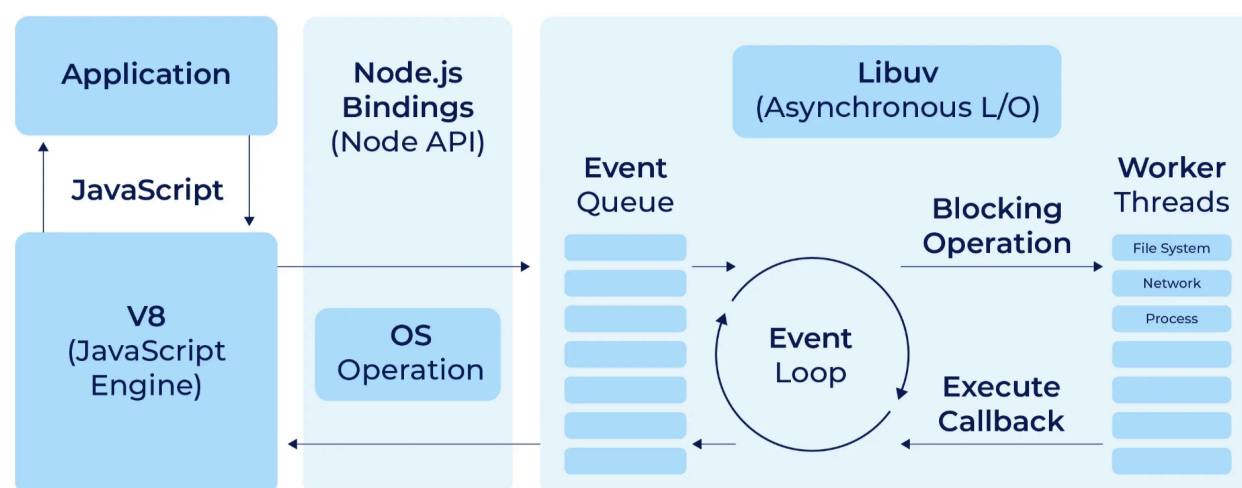 Application
JavaScript
V8
(JavaScript
Engine)
Node.js
Bindings
(Node API)
OS
Operation
Libuv
(Asynchronous L/O)
Event
Queue
Event
Loop
Blocking
Operation
Execute
Callback
Worker
Threads
File System
Network
Process